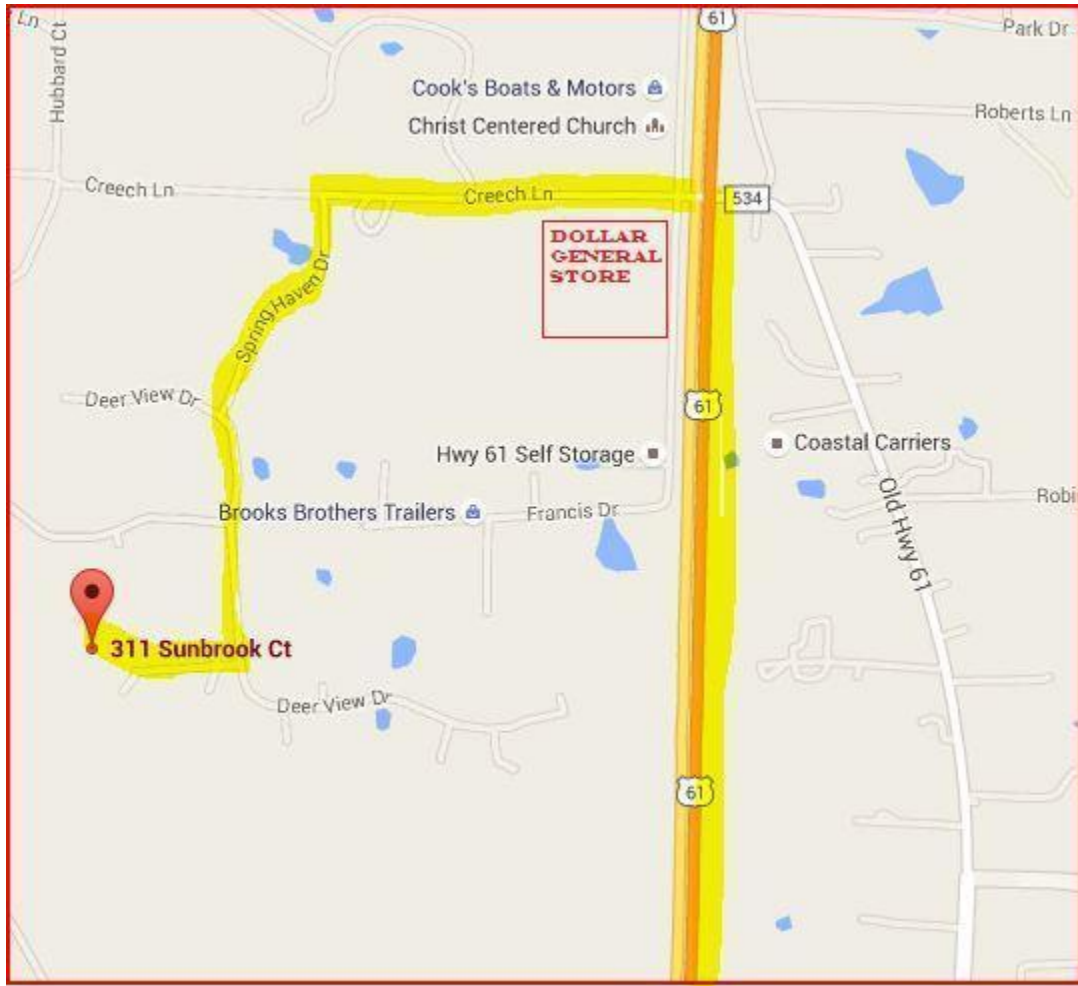 Ln
61
Park Dr
Hubbard Ct
Cook's Boats & Motors
Roberts Ln
Christ Centered Church
Creech Ln
Creech Ln
534
DOLLAR
GENERAL
STORE
Spring Haven Dr
Deer View Dr
61
Hwy 61 Self Storage
Coastal Carriers
Brooks Brothers Trailers
Francis Dr
Robi
Old Hwy 61
311 Sunbrook Ct
Deer View Dr
61